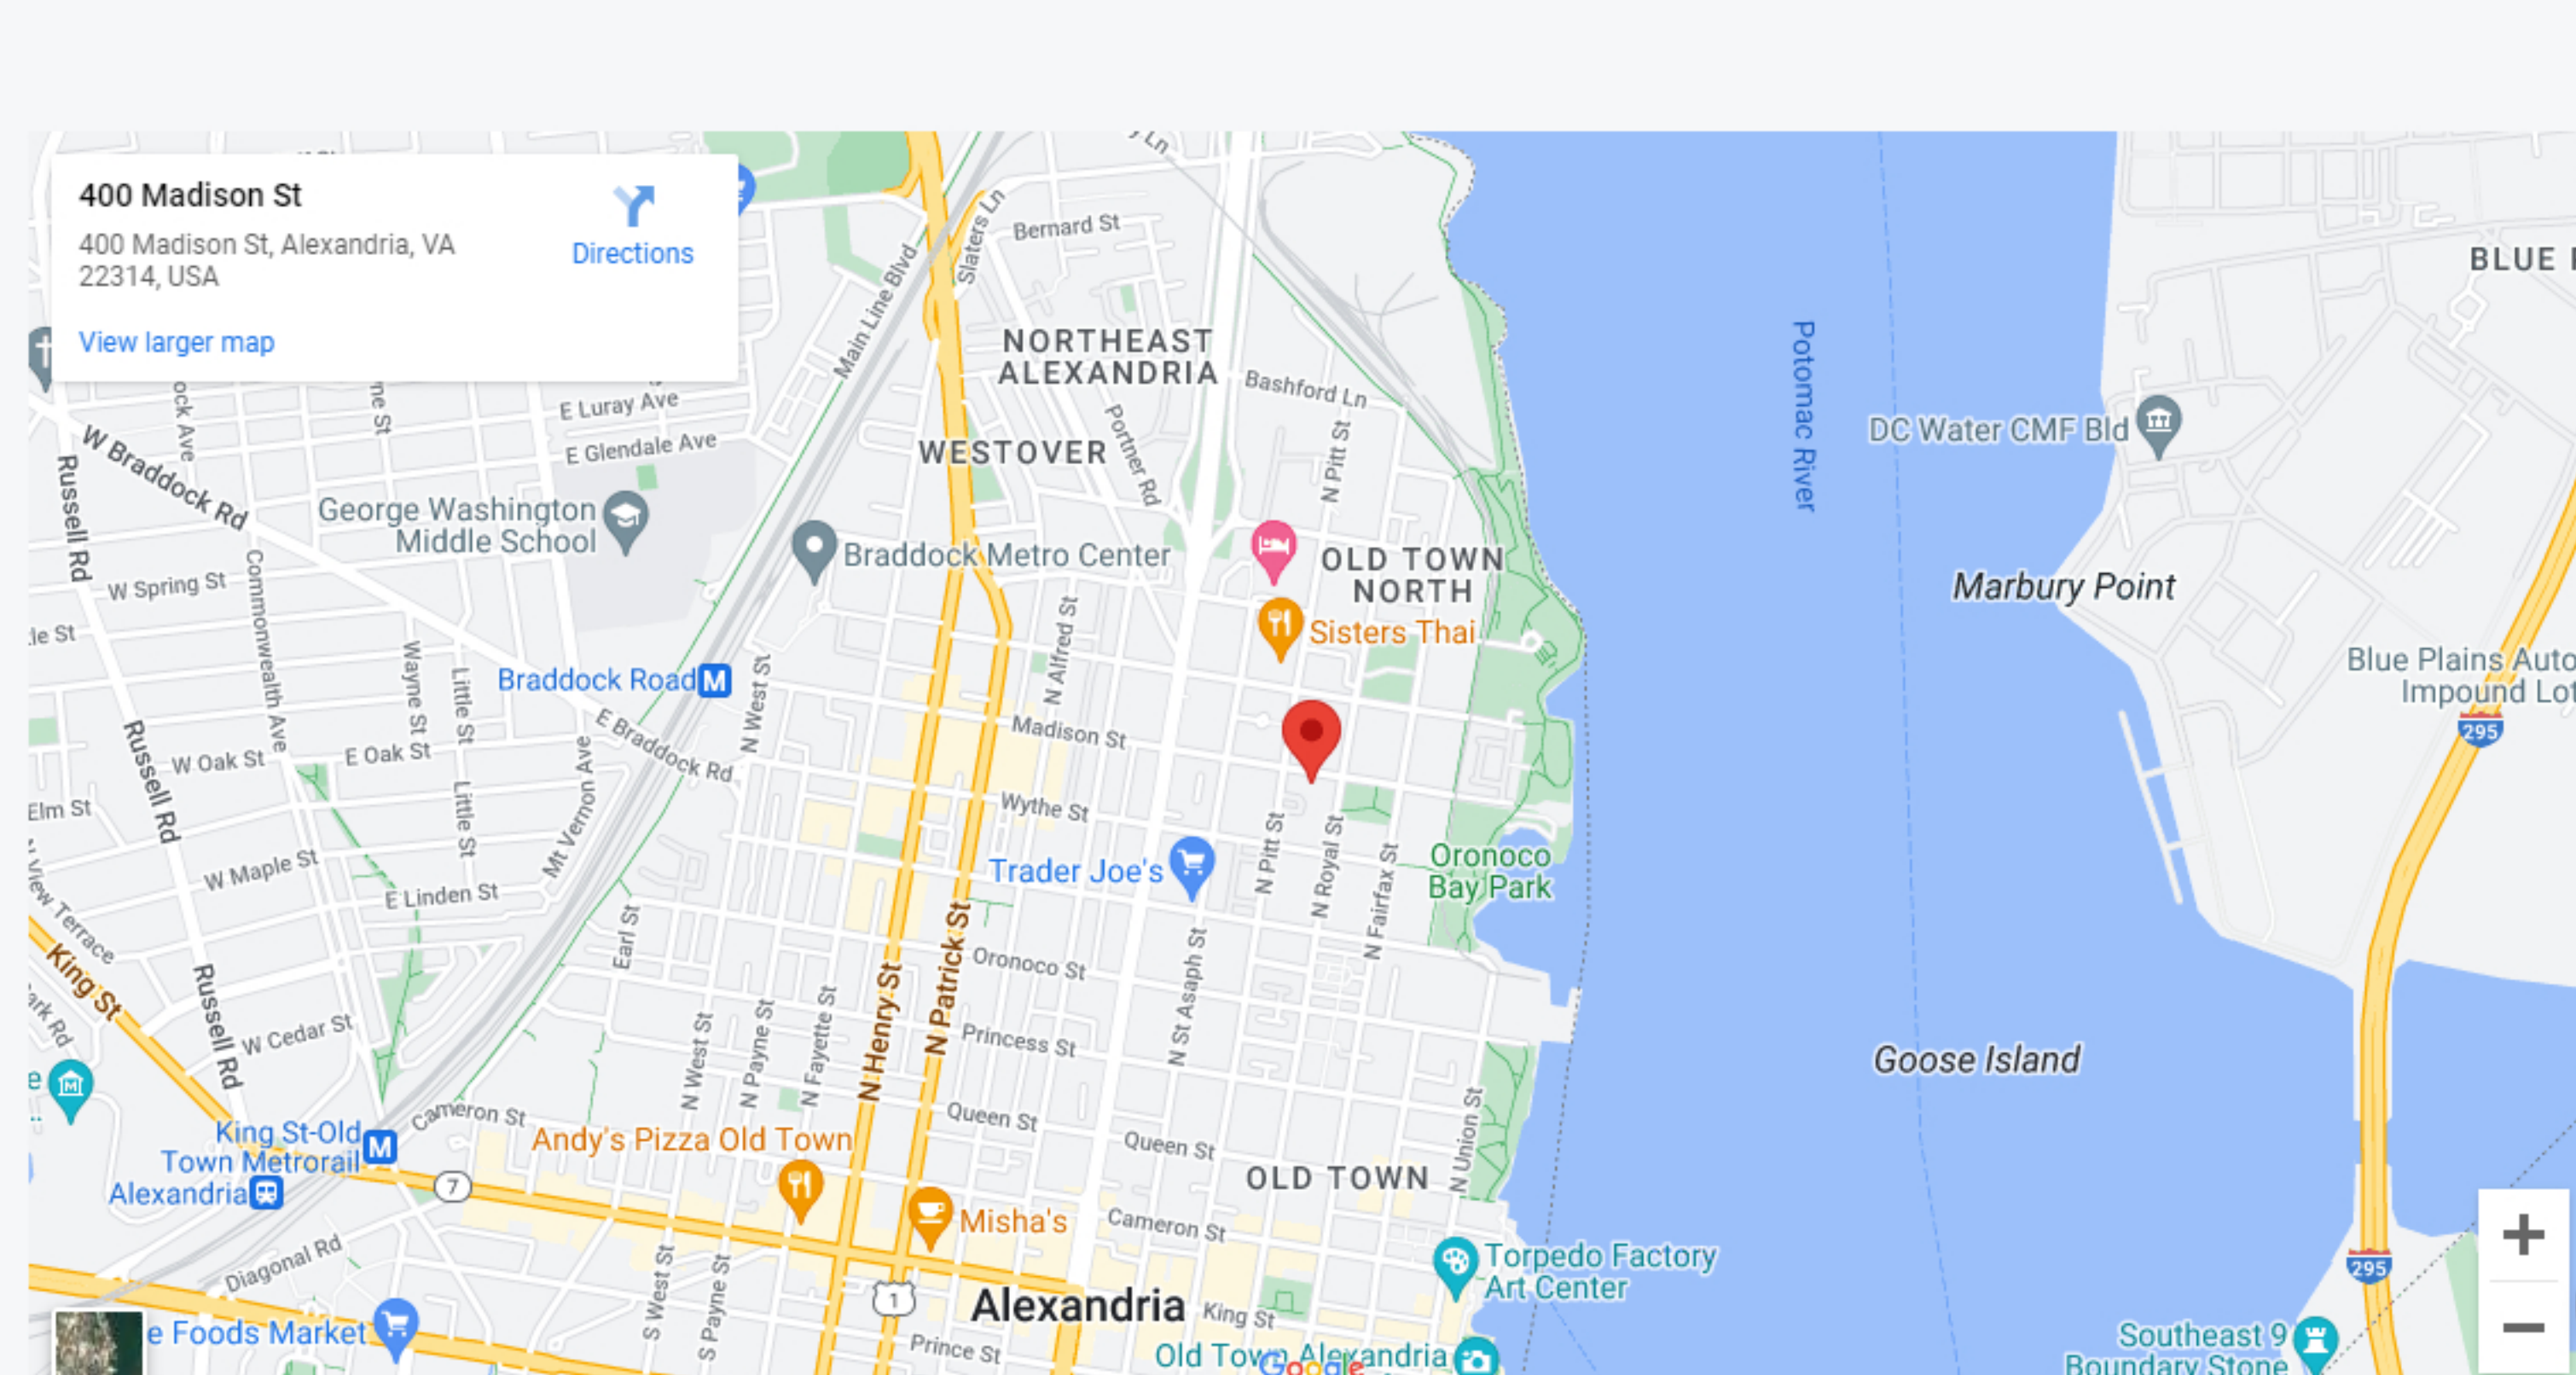 400 Madison St
400 Madison St, Alexandria, VA
22314, USA
Directions
View larger map
Slaters Ln
Bernard St
Main Line Blvd
BLUE
NORTHEAST
ALEXANDRIA
Bashford Ln
Potomac River
E Luray Ave
E Glendale Ave
W Braddock Rd
Russell Rd
WESTOVER
Portner Rd
N Pitt St
DC Water CMF Bld
George Washington
Middle School
Braddock Metro Center
OLD TOWN
NORTH
Marbury Point
W Spring St
Commonwealth Ave
Sisters Thai
N Alfred St
Wayne St
Little St
Braddock Road
M
N West St
Blue Plains Auto
Impound Lot
295
E Braddock Rd
Madison St
W Oak St
E Oak St
Russell Rd
Mt Vernon Ave
Little St
Elm St
Wythe St
Trader Joe's
N Pitt St
N Royal St
N Fairfax St
Oronoco
Bay Park
W Maple St
E Linden St
View Terrace
Earl St
King St
Oronoco St
N St Asaph St
N Henry St
N Patrick St
Russell Rd
W Cedar St
N West St
N Payne St
N Fayette St
Princess St
Goose Island
Cameron St
Queen St
Queen St
N Union St
King St-Old
Town Metrorail
M
Alexandria
7
Andy's Pizza Old Town
OLD TOWN
Misha's
Cameron St
Diagonal Rd
S West St
S Payne St
Torpedo Factory
Art Center
295
1
Alexandria
King St
e Foods Market
Prince St
Old Town Alexandria
Google
Southeast 9
Boundary Stone